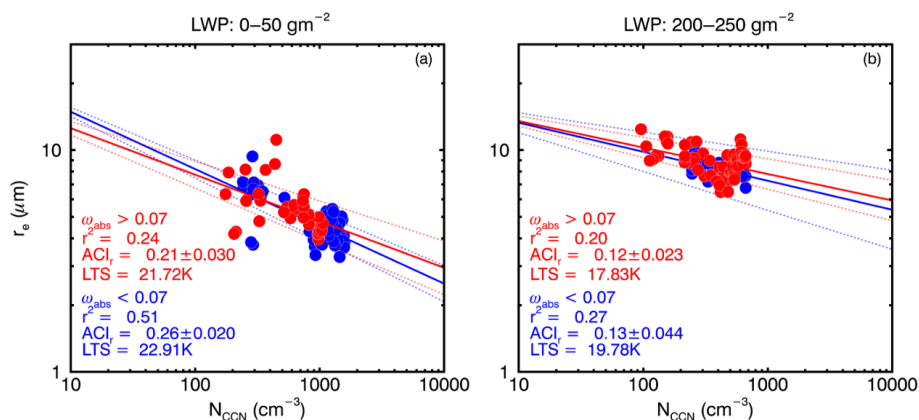 LWP: 0–50 gm⁻²
(a)
r_e (μm)
10
1
ω_abs > 0.07
r² = 0.24
ACI_r = 0.21±0.030
LTS = 21.72K
ω_abs < 0.07
r² = 0.51
ACI_r = 0.26±0.020
LTS = 22.91K
10 100 1000 10000
N_CCN (cm⁻³)
LWP: 200–250 gm⁻²
(b)
10
1
ω_abs > 0.07
r² = 0.20
ACI_r = 0.12±0.023
LTS = 17.83K
ω_abs < 0.07
r² = 0.27
ACI_r = 0.13±0.044
LTS = 19.78K
10 100 1000 10000
N_CCN (cm⁻³)